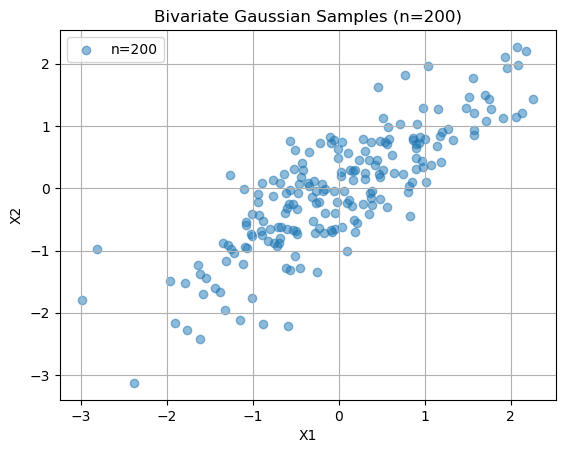 Bivariate Gaussian Samples (n=200)
n=200
2
1
0
−1
−2
−3
X2
−3 −2 −1 0 1 2
X1